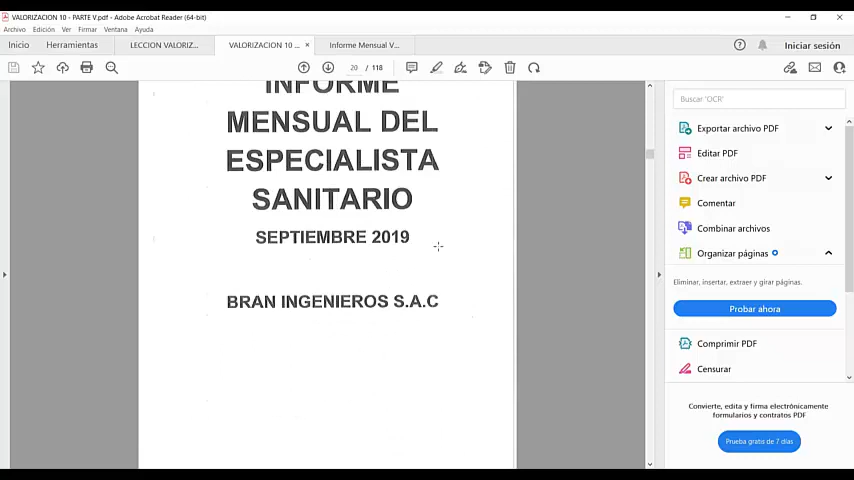 VALORIZACION 10 - PARTE V.pdf - Adobe Acrobat Reader (64-bit)
Archivo Edición Ver Firmar Ventana Ayuda
Inicio Herramientas LECCION VALORIZ... VALORIZACION 10 ... × Informe Mensual V... Iniciar sesión
20 / 118
INFORME
MENSUAL DEL
ESPECIALISTA
SANITARIO
SEPTIEMBRE 2019
BRAN INGENIEROS S.A.C
Buscar 'OCR'
Exportar archivo PDF
Editar PDF
Crear archivo PDF
Comentar
Combinar archivos
Organizar páginas
Eliminar, insertar, extraer y girar páginas.
Probar ahora
Comprimir PDF
Censurar
Convierte, edita y firma electrónicamente
formularios y contratos PDF
Prueba gratis de 7 días